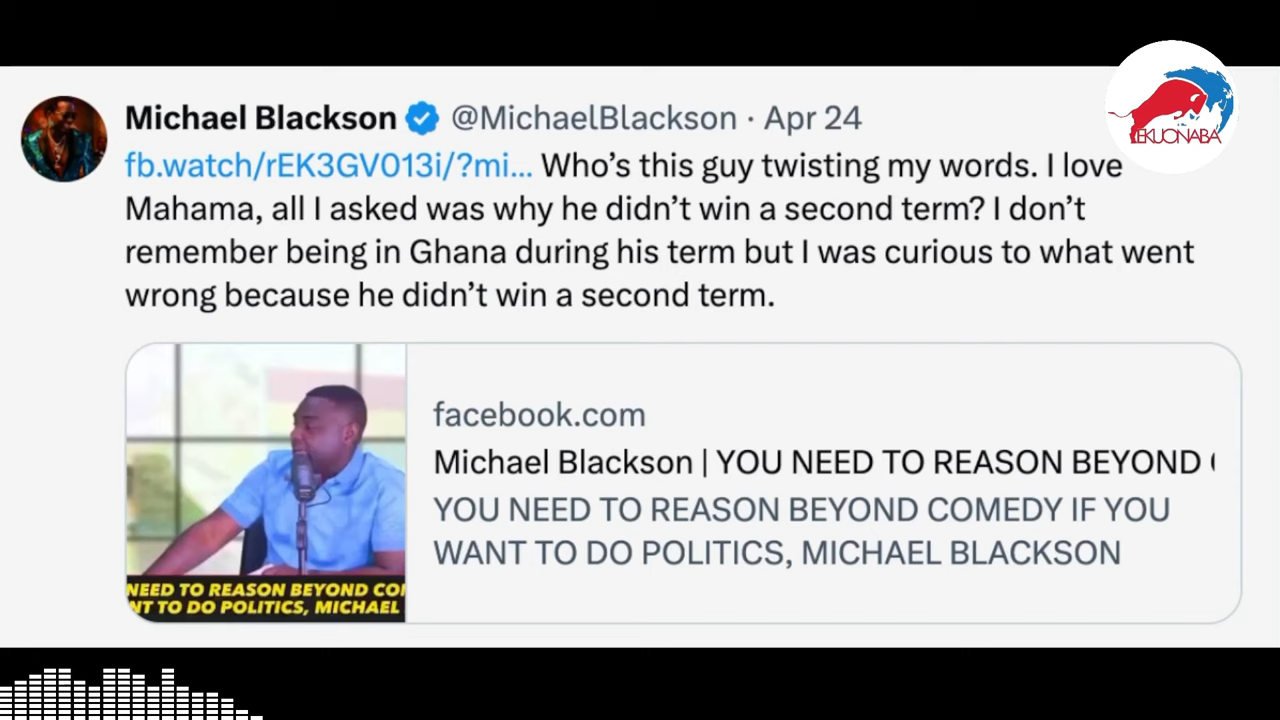 Michael Blackson @MichaelBlackson · Apr 24
fb.watch/rEK3GV013i/?mi... Who’s this guy twisting my words. I love
Mahama, all I asked was why he didn’t win a second term? I don’t
remember being in Ghana during his term but I was curious to what went
wrong because he didn’t win a second term.
EKUONABA
facebook.com
Michael Blackson | YOU NEED TO REASON BEYOND
YOU NEED TO REASON BEYOND COMEDY IF YOU
WANT TO DO POLITICS, MICHAEL BLACKSON
NEED TO REASON BEYOND CO
NT TO DO POLITICS, MICHAEL